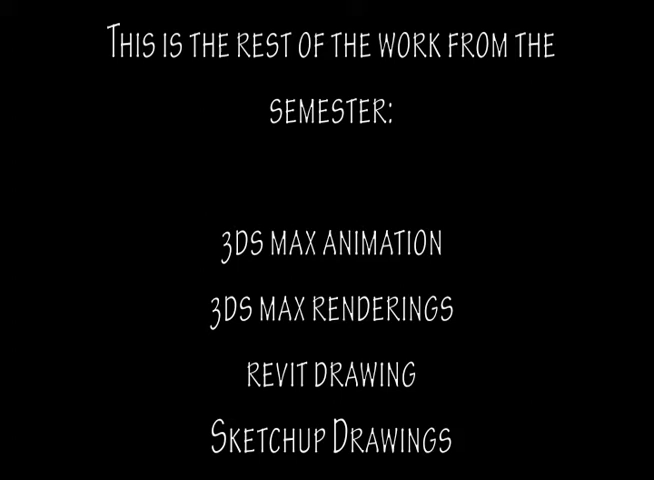 This is the rest of the work from the
semester:
3ds max animation
3ds max renderings
revit drawing
Sketchup Drawings